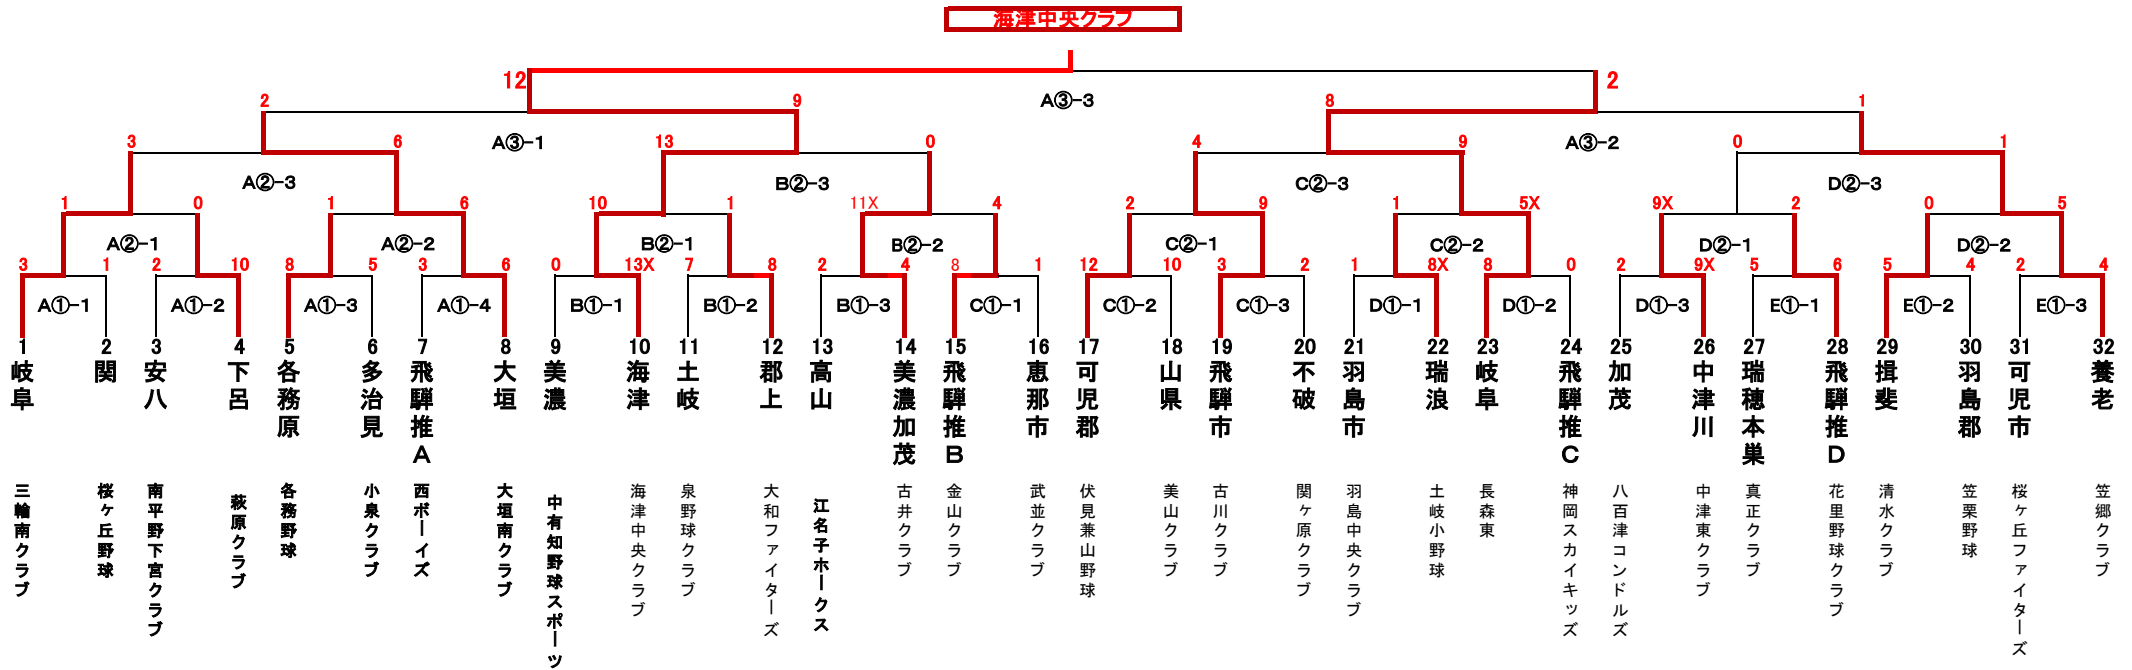 海津中央クラブ
12 2
A③-3
2 9 8 1
A③-1 A③-2
3 6 13 0 4 9 0 1
A②-3 B②-3 C②-3 D②-3
1 0 1 6 10 1 11X 4 2 9 1 5X 9X 2 0 5
A②-1 A②-2 B②-1 B②-2 C②-1 C②-2 D②-1 D②-2
3 1 2 10 8 5 3 6 0 13X 7 8 2 4 8 1 12 10 3 2 1 8X 8 0 2 9X 5 6 5 4 2 4
A①-1 A①-2 A①-3 A①-4 B①-1 B①-2 B①-3 C①-1 C①-2 C①-3 D①-1 D①-2 D①-3 E①-1 E①-2 E①-3
1 2 3 4 5 6 7 8 9 10 11 12 13 14 15 16 17 18 19 20 21 22 23 24 25 26 27 28 29 30 31 32
岐阜
関
安八
下呂
各務原
多治見
飛騨推A
大垣
美濃
海津
土岐
郡上
高山
美濃加茂
飛騨推B
恵那市
可児郡
山県
飛騨市
不破
羽島市
瑞浪
岐阜
飛騨推C
加茂
中津川
瑞穂本巣
飛騨推D
揖斐
羽島郡
可児市
養老
三輪南クラブ
桜ヶ丘野球
南平野下宮クラブ
萩原クラブ
各務野球
小泉クラブ
西ボーイズ
大垣南クラブ
中有知野球スポーツ
海津中央クラブ
泉野球クラブ
大和ファイターズ
江名子ホークス
古井クラブ
金山クラブ
武並クラブ
伏見兼山野球
美山クラブ
古川クラブ
関ヶ原クラブ
羽島中央クラブ
土岐小野球
長森東
神岡スカイキッズ
八百津コンドルズ
中津東クラブ
真正クラブ
花里野球クラブ
清水クラブ
笠栗野球
桜ヶ丘ファイターズ
笠郷クラブ